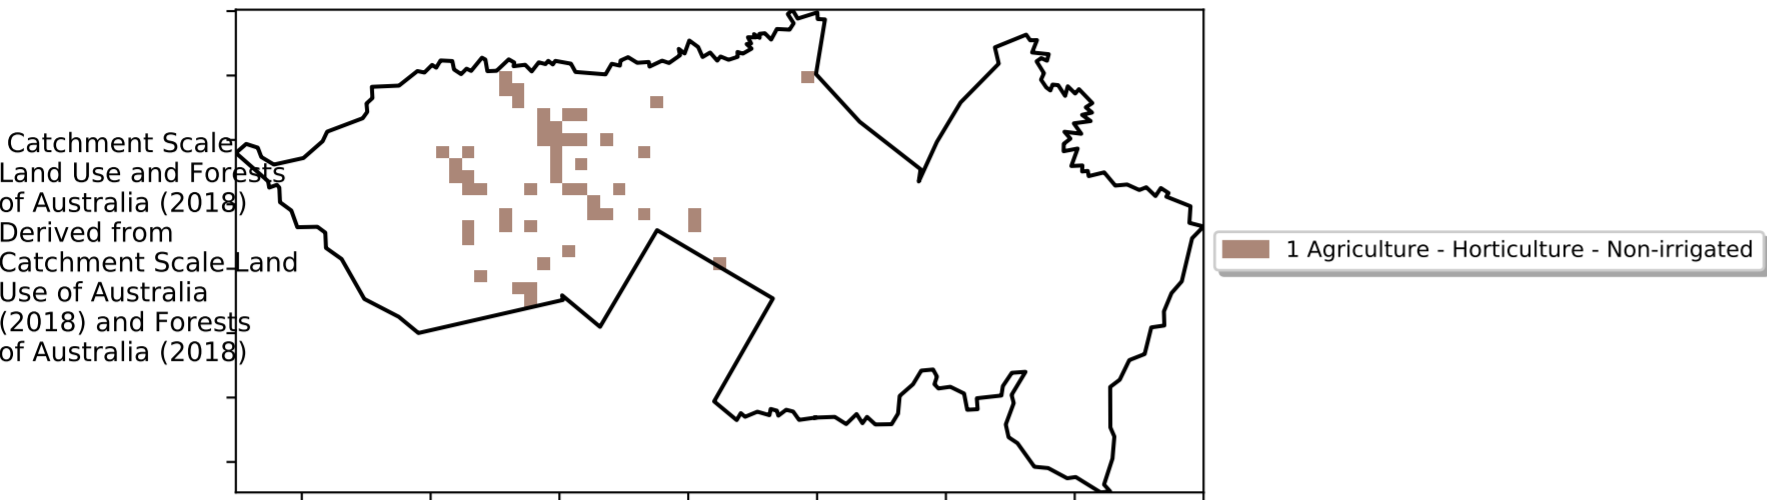 Catchment Scale
Land Use and Forests
of Australia (2018)
Derived from
Catchment Scale Land
Use of Australia
(2018) and Forests
of Australia (2018)
1 Agriculture - Horticulture - Non-irrigated